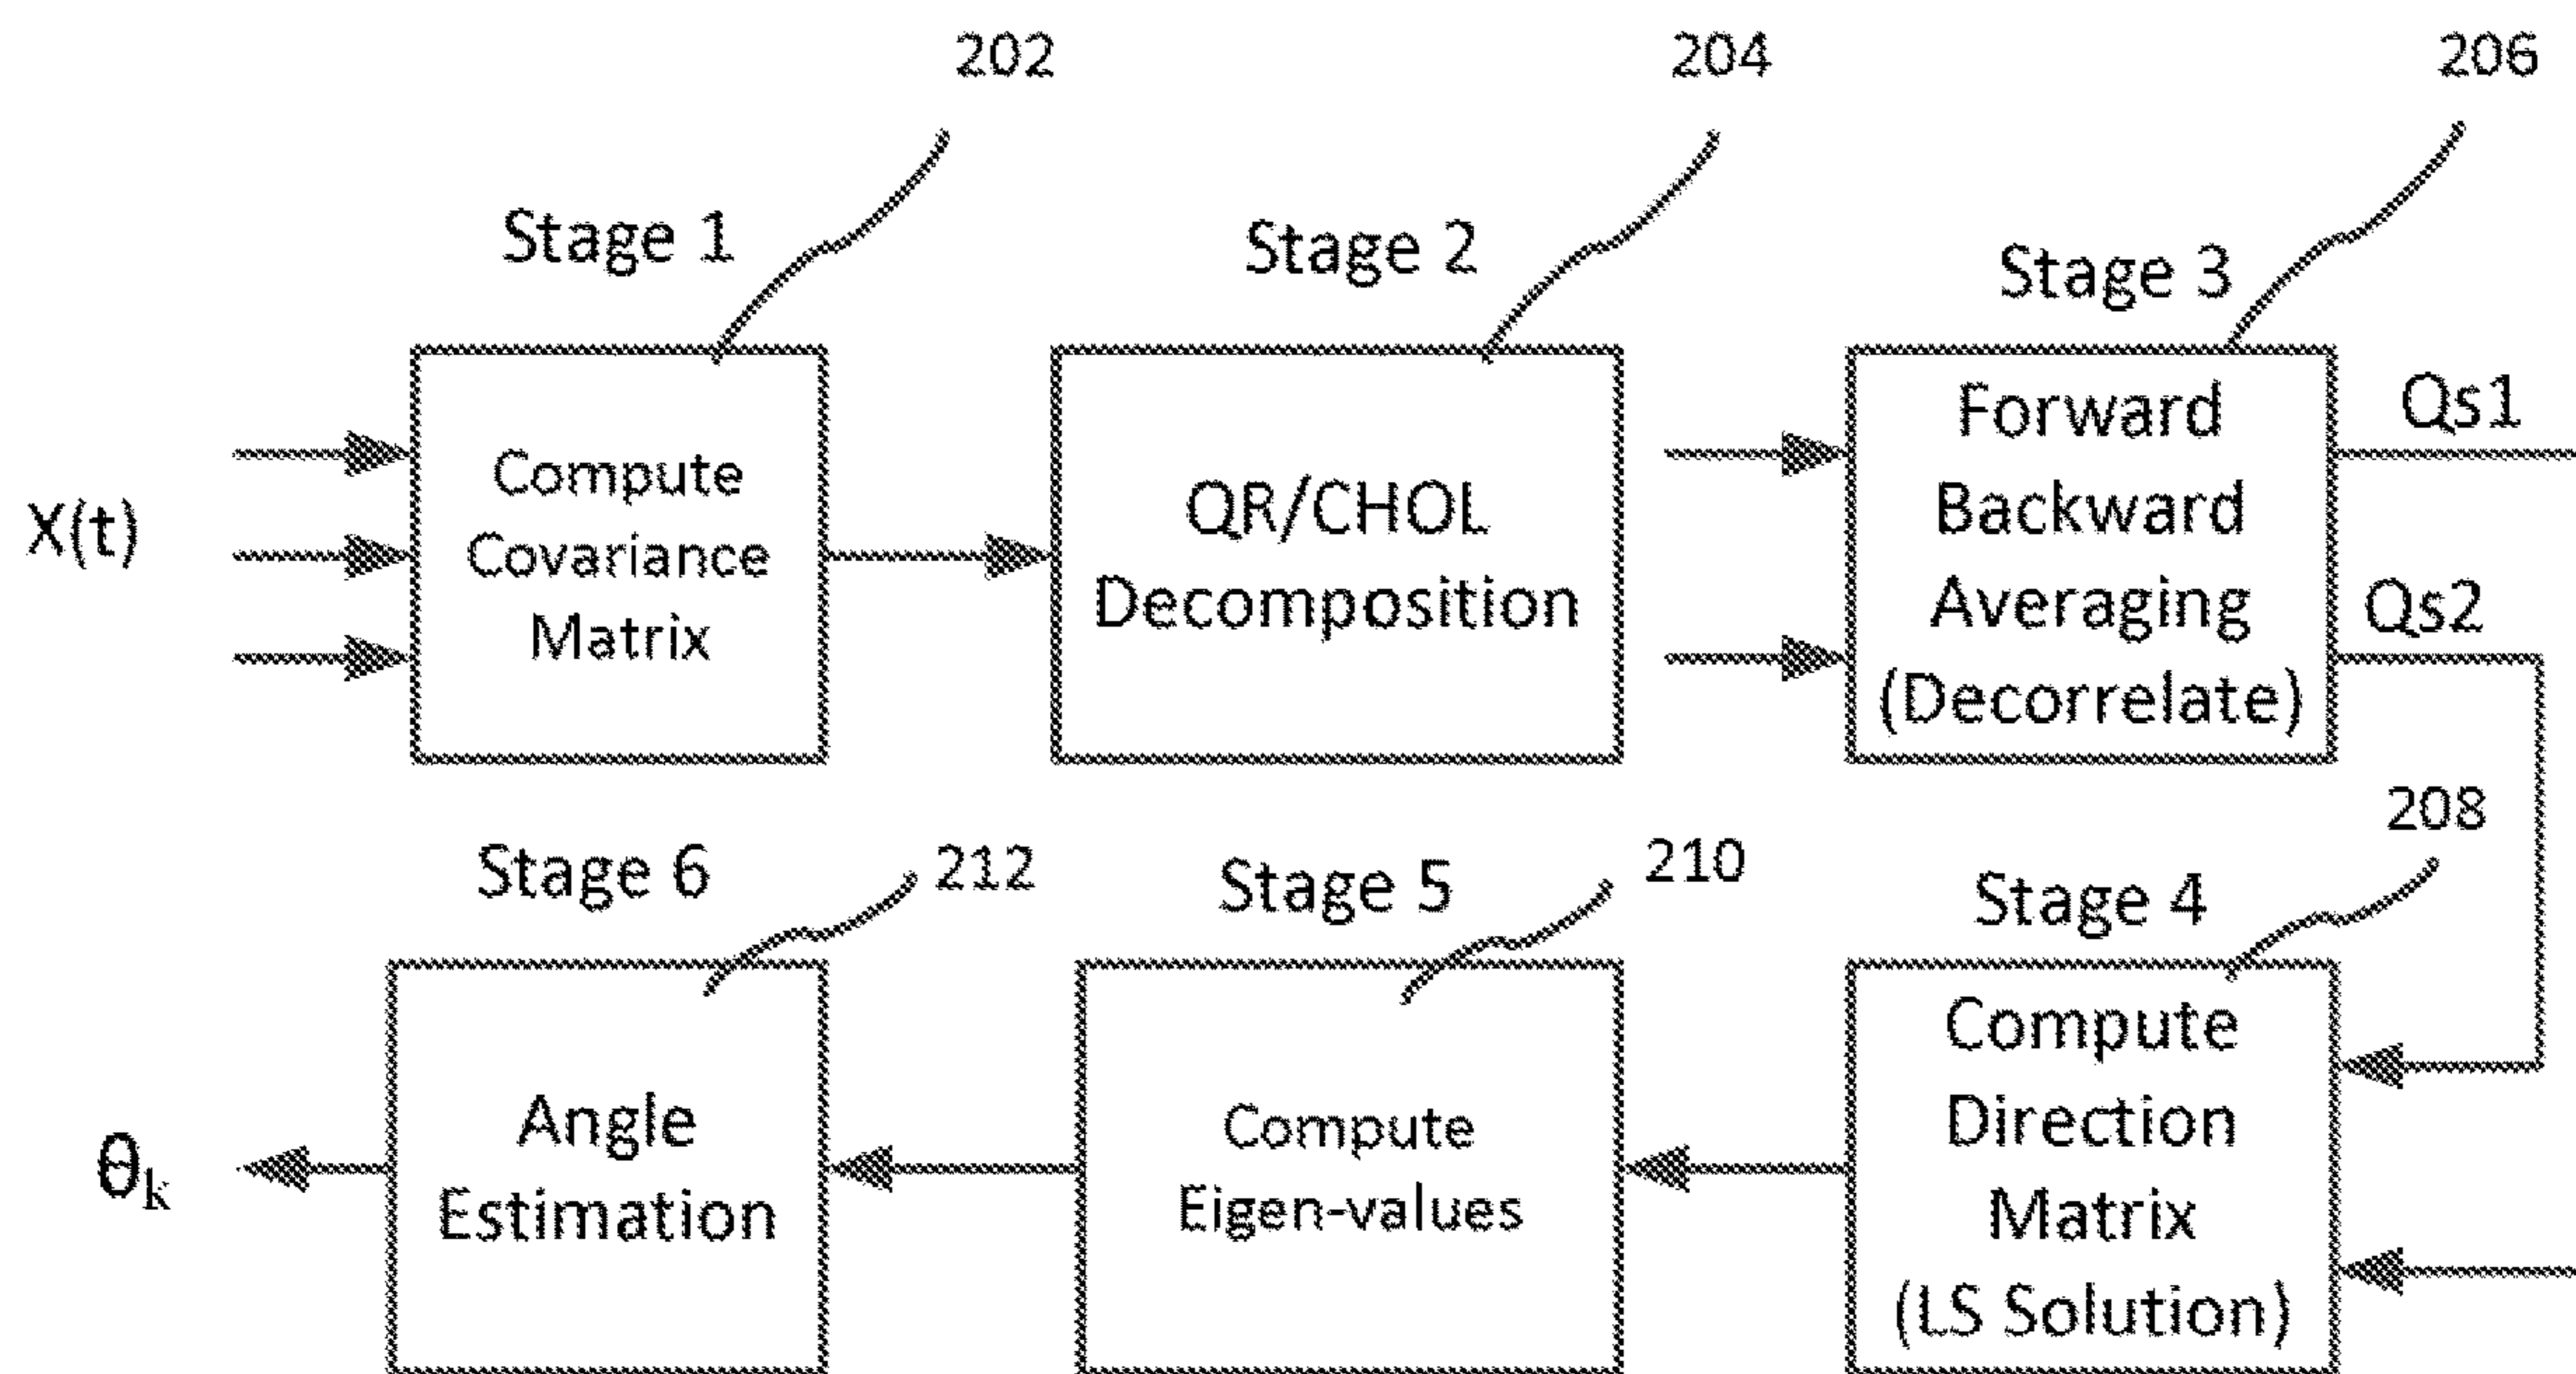 202
204
206
Stage 1
Stage 2
Stage 3
X(t)
Compute
Covariance
Matrix
QR/CHOL
Decomposition
Forward
Backward
Averaging
(Decorrelate)
Qs1
Qs2
208
Stage 6
212
Stage 5
210
Stage 4
θk
Angle
Estimation
Compute
Eigen-values
Compute
Direction
Matrix
(LS Solution)